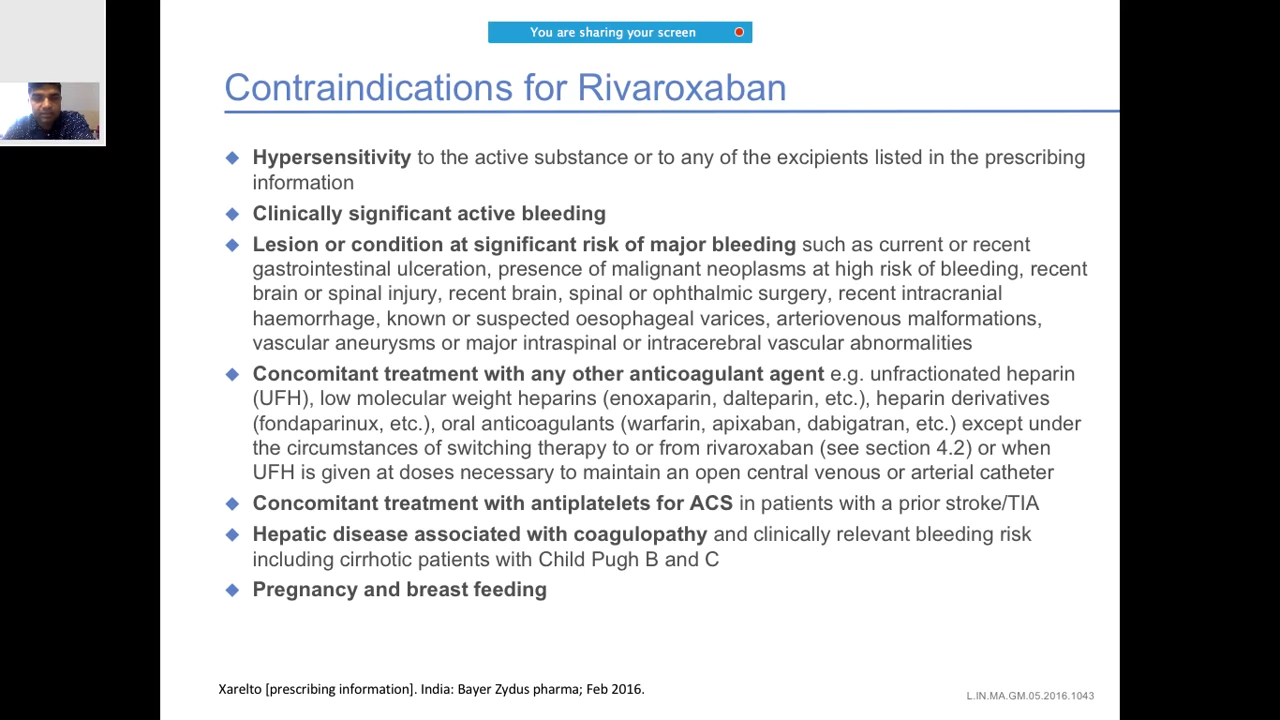 You are sharing your screen
Contraindications for Rivaroxaban
Hypersensitivity to the active substance or to any of the excipients listed in the prescribing
information
Clinically significant active bleeding
Lesion or condition at significant risk of major bleeding such as current or recent
gastrointestinal ulceration, presence of malignant neoplasms at high risk of bleeding, recent
brain or spinal injury, recent brain, spinal or ophthalmic surgery, recent intracranial
haemorrhage, known or suspected oesophageal varices, arteriovenous malformations,
vascular aneurysms or major intraspinal or intracerebral vascular abnormalities
Concomitant treatment with any other anticoagulant agent e.g. unfractionated heparin
(UFH), low molecular weight heparins (enoxaparin, dalteparin, etc.), heparin derivatives
(fondaparinux, etc.), oral anticoagulants (warfarin, apixaban, dabigatran, etc.) except under
the circumstances of switching therapy to or from rivaroxaban (see section 4.2) or when
UFH is given at doses necessary to maintain an open central venous or arterial catheter
Concomitant treatment with antiplatelets for ACS in patients with a prior stroke/TIA
Hepatic disease associated with coagulopathy and clinically relevant bleeding risk
including cirrhotic patients with Child Pugh B and C
Pregnancy and breast feeding
Xarelto [prescribing information]. India: Bayer Zydus pharma; Feb 2016.
L.IN.MA.GM.05.2016.1043